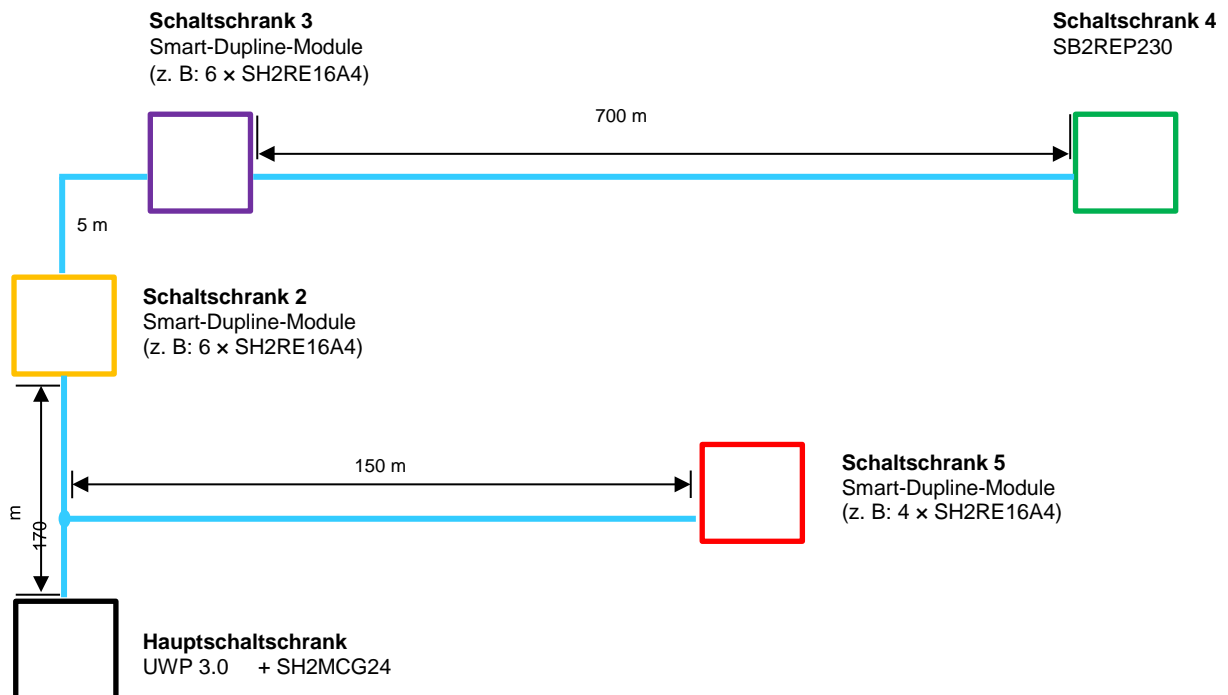 Schaltschrank 3
Smart-Dupline-Module
(z. B: 6 × SH2RE16A4)
Schaltschrank 4
SB2REP230
700 m
5 m
Schaltschrank 2
Smart-Dupline-Module
(z. B: 6 × SH2RE16A4)
150 m
Schaltschrank 5
Smart-Dupline-Module
(z. B: 4 × SH2RE16A4)
170
m
Hauptschaltschrank
UWP 3.0 + SH2MCG24